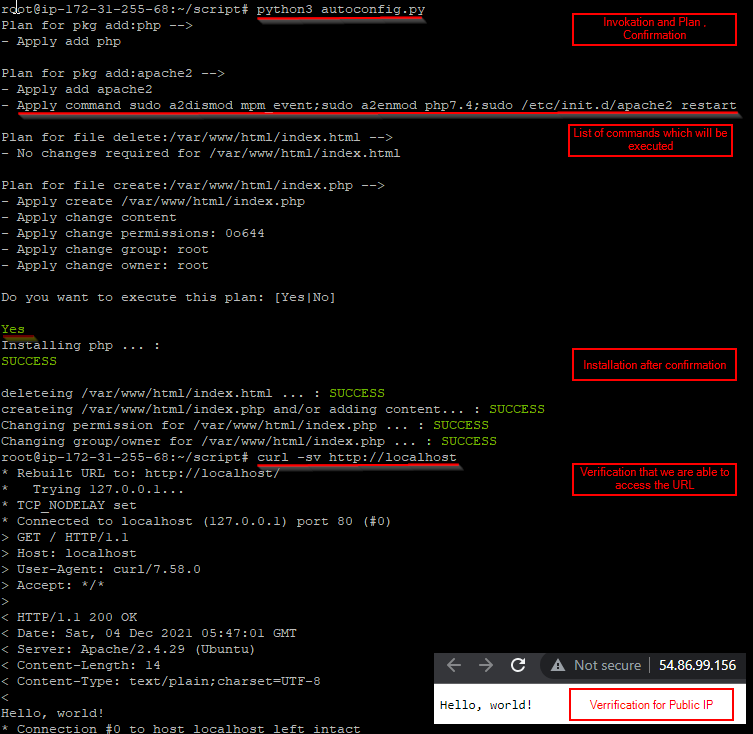 root@ip-172-31-255-68:~/script# python3 autoconfig.py
Invokation and Plan ,
Confirmation
Plan for pkg add:php -->
- Apply add php
Plan for pkg add:apache2 -->
- Apply add apache2
- Apply command sudo a2dismod mpm_event;sudo a2enmod php7.4;sudo /etc/init.d/apache2 restart
List of commands which will be
executed
Plan for file delete:/var/www/html/index.html -->
- No changes required for /var/www/html/index.html
Plan for file create:/var/www/html/index.php -->
- Apply create /var/www/html/index.php
- Apply change content
- Apply change permissions: 0o644
- Apply change group: root
- Apply change owner: root
Do you want to execute this plan: [Yes|No]
Yes
Installing php ... :
SUCCESS
Installation after confirmation
deleteing /var/www/html/index.html ... : SUCCESS
createing /var/www/html/index.php and/or adding content... : SUCCESS
Changing permission for /var/www/html/index.php ... : SUCCESS
Changing group/owner for /var/www/html/index.php ... : SUCCESS
root@ip-172-31-255-68:~/script# curl -sv http://localhost
Verification that we are able to
access the URL
* Rebuilt URL to: http://localhost/
*   Trying 127.0.0.1...
* TCP_NODELAY set
* Connected to localhost (127.0.0.1) port 80 (#0)
> GET / HTTP/1.1
> Host: localhost
> User-Agent: curl/7.58.0
> Accept: */*
>
< HTTP/1.1 200 OK
< Date: Sat, 04 Dec 2021 05:47:01 GMT
< Server: Apache/2.4.29 (Ubuntu)
< Content-Length: 14
< Content-Type: text/plain;charset=UTF-8
<
Hello, world!
* Connection #0 to host localhost left intact
Not secure | 54.86.99.156
Hello, world!
Verrification for Public IP